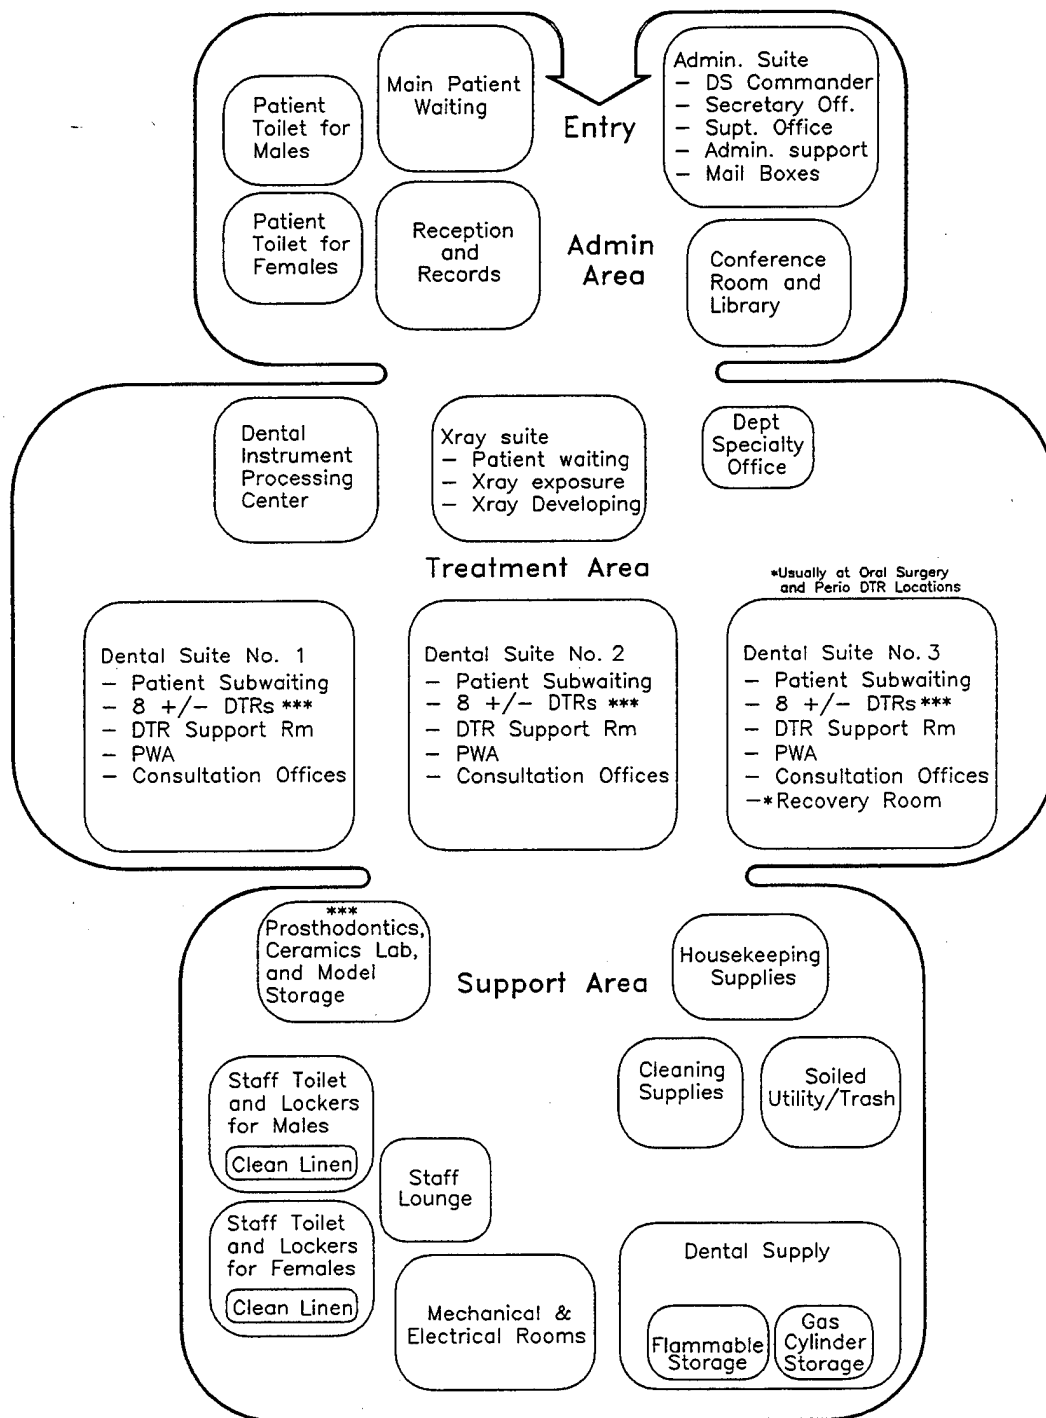 Main Patient
Waiting
Patient
Toilet for
Males
Patient
Toilet for
Females
Reception
and
Records
Entry
Admin. Suite
– DS Commander
– Secretary Off.
– Supt. Office
– Admin. support
– Mail Boxes
Admin
Area
Conference
Room and
Library
Dental
Instrument
Processing
Center
Xray suite
– Patient waiting
– Xray exposure
– Xray Developing
Dept
Specialty
Office
Treatment Area
*Usually at Oral Surgery
and Perio DTR Locations
Dental Suite No. 1
– Patient Subwaiting
– 8 +/– DTRs ***
– DTR Support Rm
– PWA
– Consultation Offices
Dental Suite No. 2
– Patient Subwaiting
– 8 +/– DTRs ***
– DTR Support Rm
– PWA
– Consultation Offices
Dental Suite No. 3
– Patient Subwaiting
– 8 +/– DTRs ***
– DTR Support Rm
– PWA
– Consultation Offices
–*Recovery Room
***
Prosthodontics,
Ceramics Lab,
and Model
Storage
Support Area
Housekeeping
Supplies
Cleaning
Supplies
Soiled
Utility/Trash
Staff Toilet
and Lockers
for Males
Clean Linen
Staff
Lounge
Staff Toilet
and Lockers
for Females
Clean Linen
Mechanical &
Electrical Rooms
Dental Supply
Flammable
Storage
Gas
Cylinder
Storage